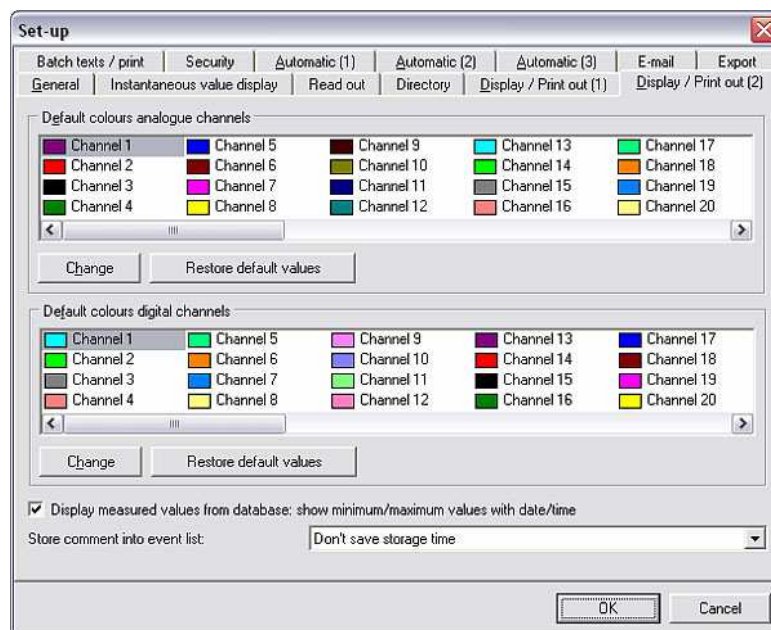 Set-up
Batch texts / print Security Automatic (1) Automatic (2) Automatic (3) E-mail Export
General Instantaneous value display Read out Directory Display / Print out (1) Display / Print out (2)
Default colours analogue channels
Channel 1 Channel 5 Channel 9 Channel 13 Channel 17
Channel 2 Channel 6 Channel 10 Channel 14 Channel 18
Channel 3 Channel 7 Channel 11 Channel 15 Channel 19
Channel 4 Channel 8 Channel 12 Channel 16 Channel 20
Change Restore default values
Default colours digital channels
Channel 1 Channel 5 Channel 9 Channel 13 Channel 17
Channel 2 Channel 6 Channel 10 Channel 14 Channel 18
Channel 3 Channel 7 Channel 11 Channel 15 Channel 19
Channel 4 Channel 8 Channel 12 Channel 16 Channel 20
Change Restore default values
Display measured values from database: show minimum/maximum values with date/time
Store comment into event list: Don't save storage time
OK Cancel